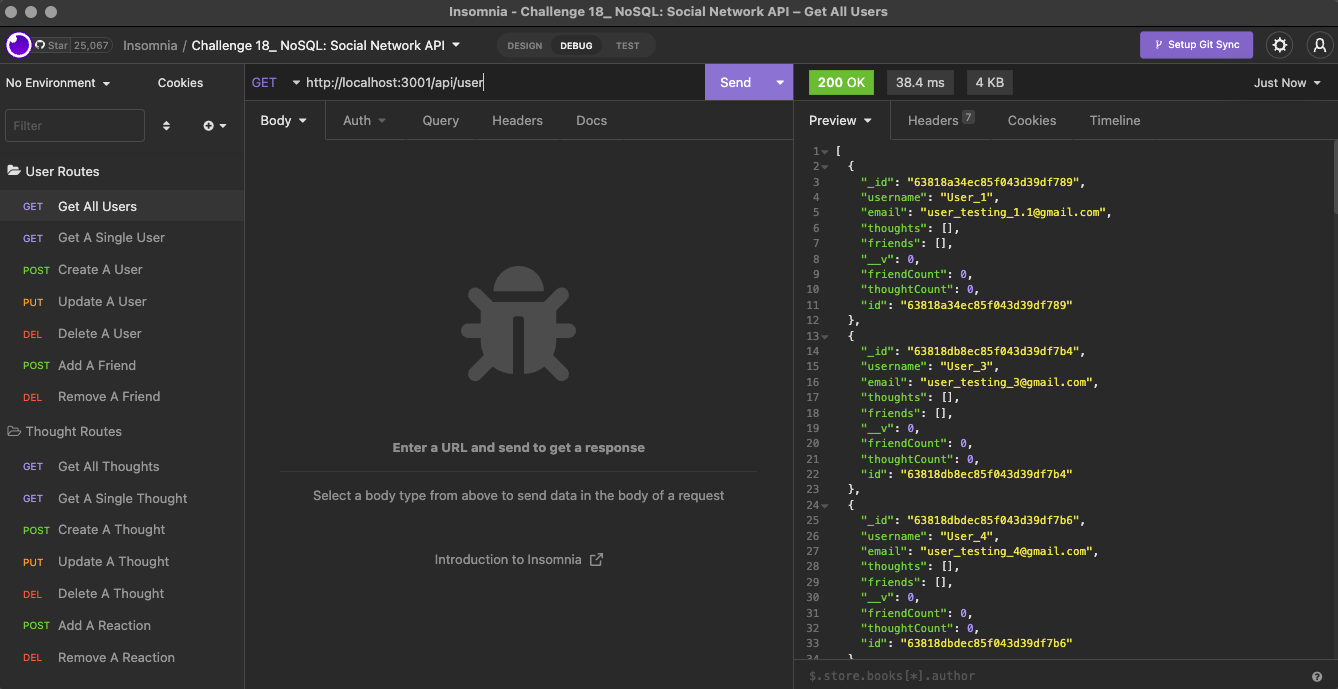 Insomnia - Challenge 18_ NoSQL: Social Network API – Get All Users
Star 25,067
Insomnia / Challenge 18_ NoSQL: Social Network API
DESIGN DEBUG TEST
Setup Git Sync
No Environment
Cookies
Filter
User Routes
GET Get All Users
GET Get A Single User
POST Create A User
PUT Update A User
DEL Delete A User
POST Add A Friend
DEL Remove A Friend
Thought Routes
GET Get All Thoughts
GET Get A Single Thought
POST Create A Thought
PUT Update A Thought
DEL Delete A Thought
POST Add A Reaction
DEL Remove A Reaction
GET http://localhost:3001/api/user
Send
Body Auth Query Headers Docs
Enter a URL and send to get a response
Select a body type from above to send data in the body of a request
Introduction to Insomnia
200 OK 38.4 ms 4 KB Just Now
Preview Headers 7 Cookies Timeline
1 [
2 {
3 "_id": "63818a34ec85f043d39df789",
4 "username": "User_1",
5 "email": "user_testing_1.1@gmail.com",
6 "thoughts": [],
7 "friends": [],
8 "__v": 0,
9 "friendCount": 0,
10 "thoughtCount": 0,
11 "id": "63818a34ec85f043d39df789"
12 },
13 {
14 "_id": "63818db8ec85f043d39df7b4",
15 "username": "User_3",
16 "email": "user_testing_3@gmail.com",
17 "thoughts": [],
18 "friends": [],
19 "__v": 0,
20 "friendCount": 0,
21 "thoughtCount": 0,
22 "id": "63818db8ec85f043d39df7b4"
23 },
24 {
25 "_id": "63818dbdec85f043d39df7b6",
26 "username": "User_4",
27 "email": "user_testing_4@gmail.com",
28 "thoughts": [],
29 "friends": [],
30 "__v": 0,
31 "friendCount": 0,
32 "thoughtCount": 0,
33 "id": "63818dbdec85f043d39df7b6"
34 }
$.store.books[*].author